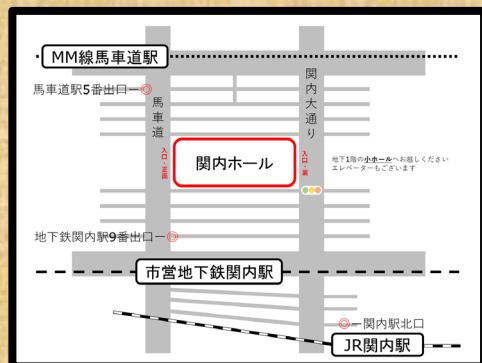 MM線馬車道駅
馬車道駅5番出口
馬車道
関内大通り
入口・正面
関内ホール
入口・裏
地下1階の小ホールへお越しください
エレベーターもございます
地下鉄関内駅9番出口
市営地下鉄関内駅
関内駅北口
JR関内駅